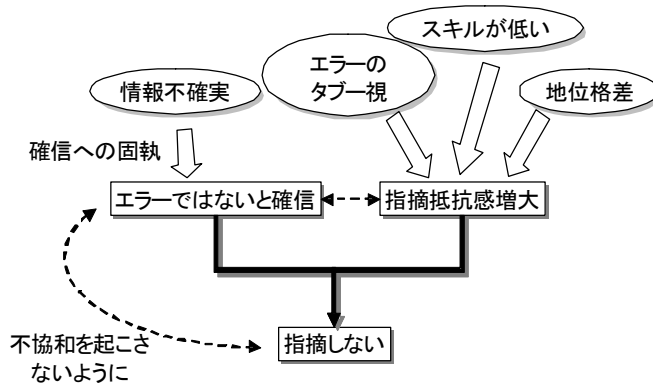 スキルが低い
エラーの
タブー視
情報不確実
地位格差
確信への固執
エラーではないと確信
指摘抵抗感増大
不協和を起こさ
ないように
指摘しない